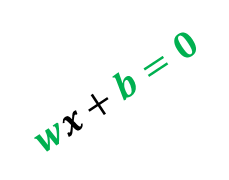 wx + b = 0